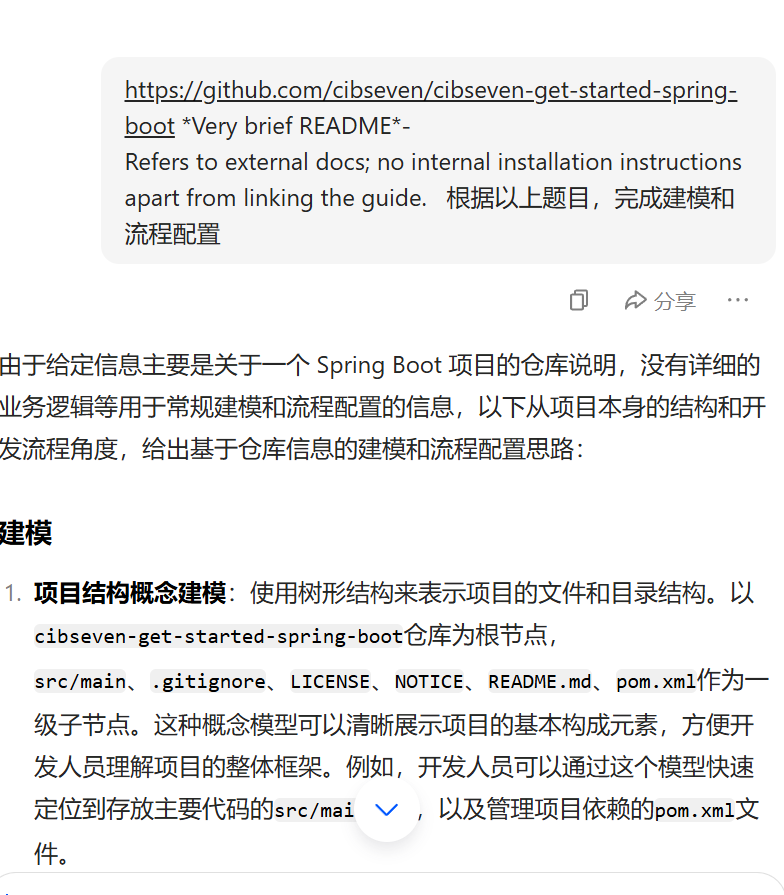 https://github.com/cibseven/cibseven-get-started-spring-
boot *Very brief README*-
Refers to external docs; no internal installation instructions
apart from linking the guide.   根据以上题目，完成建模和
流程配置
分享
由于给定信息主要是关于一个 Spring Boot 项目的仓库说明，没有详细的
业务逻辑等用于常规建模和流程配置的信息，以下从项目本身的结构和开
发流程角度，给出基于仓库信息的建模和流程配置思路：
建模
1. 项目结构概念建模：使用树形结构来表示项目的文件和目录结构。以
cibseven-get-started-spring-boot仓库为根节点，
src/main、.gitignore、LICENSE、NOTICE、README.md、pom.xml作为一
级子节点。这种概念模型可以清晰展示项目的基本构成元素，方便开
发人员理解项目的整体框架。例如，开发人员可以通过这个模型快速
定位到存放主要代码的src/mai，以及管理项目依赖的pom.xml文
件。